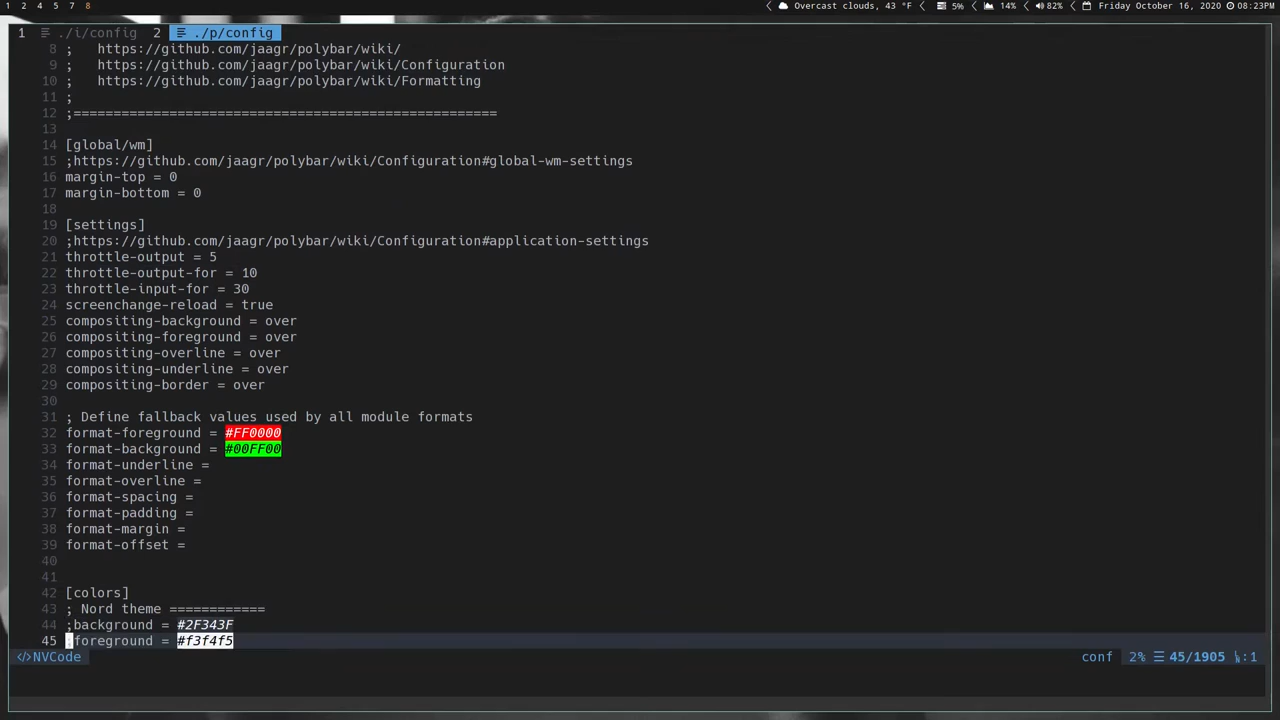 1 2 4 5 7 8 Overcast clouds, 43 °F 5% 14% 82% Friday October 16, 2020 08:23PM
1 ./i/config 2 ./p/config
8 ;   https://github.com/jaagr/polybar/wiki/
9 ;   https://github.com/jaagr/polybar/wiki/Configuration
10 ;   https://github.com/jaagr/polybar/wiki/Formatting
11 ;
12 ;=====================================================
13
14 [global/wm]
15 ;https://github.com/jaagr/polybar/wiki/Configuration#global-wm-settings
16 margin-top = 0
17 margin-bottom = 0
18
19 [settings]
20 ;https://github.com/jaagr/polybar/wiki/Configuration#application-settings
21 throttle-output = 5
22 throttle-output-for = 10
23 throttle-input-for = 30
24 screenchange-reload = true
25 compositing-background = over
26 compositing-foreground = over
27 compositing-overline = over
28 compositing-underline = over
29 compositing-border = over
30
31 ; Define fallback values used by all module formats
32 format-foreground = #FF0000
33 format-background = #00FF00
34 format-underline =
35 format-overline =
36 format-spacing =
37 format-padding =
38 format-margin =
39 format-offset =
40
41
42 [colors]
43 ; Nord theme ============
44 ;background = #2F343F
45 ;foreground = #f3f4f5
</>NVCode conf 2% ☰ 45/1905 :1